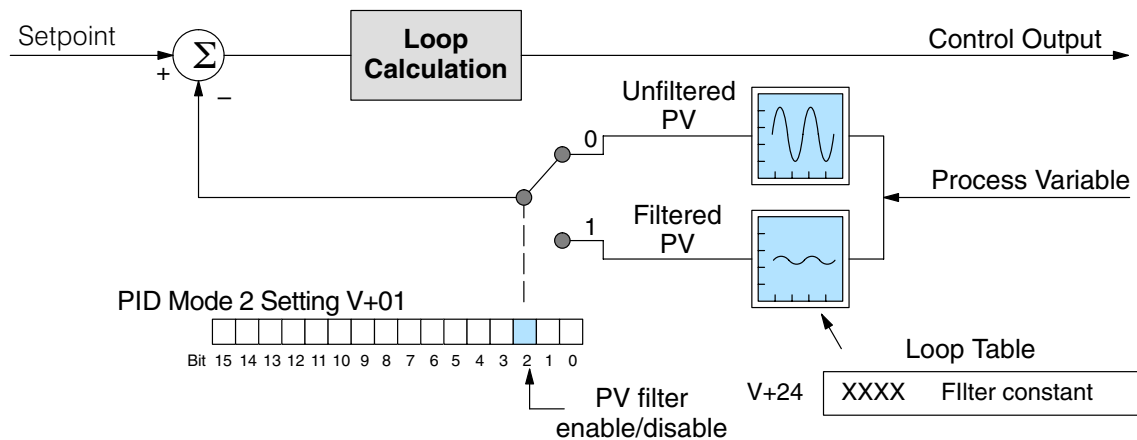 Setpoint
Loop
Calculation
Control Output
Σ
+
−
Unfiltered
PV
0
Process Variable
1
Filtered
PV
PID Mode 2 Setting V+01
Bit 15 14 13 12 11 10 9 8 7 6 5 4 3 2 1 0
Loop Table
V+24 XXXX FIlter constant
PV filter
enable/disable